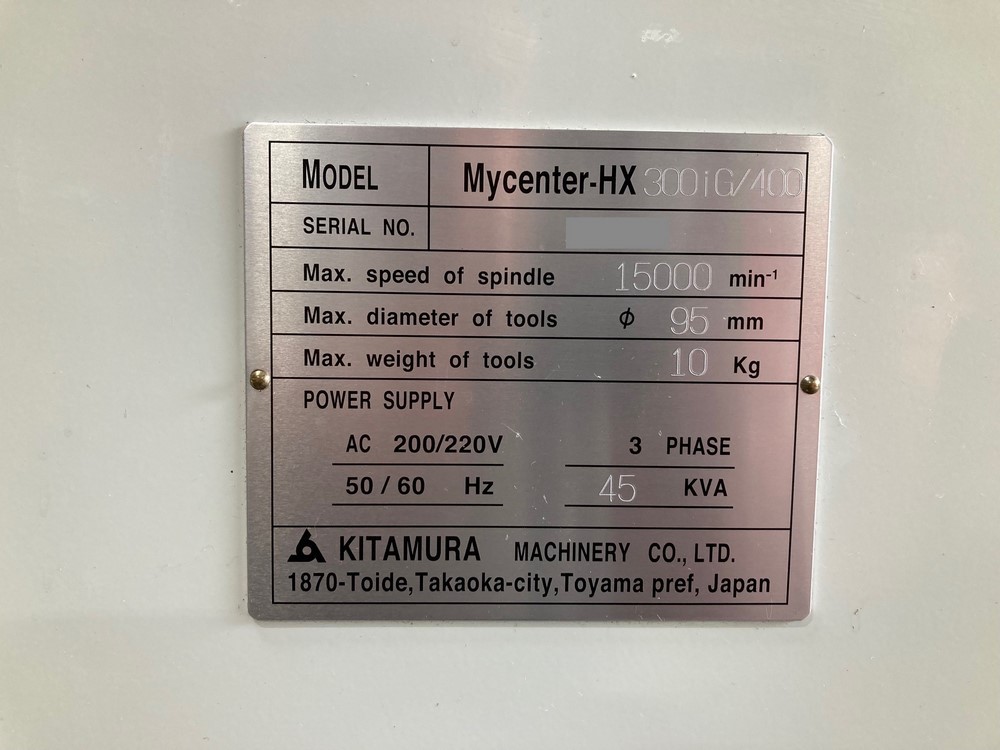 MODEL Mycenter-HX 300iG/400
SERIAL NO.
Max. speed of spindle 15000 min⁻¹
Max. diameter of tools ϕ 95 mm
Max. weight of tools 10 Kg
POWER SUPPLY
AC 200/220V 3 PHASE
50/60 Hz 45 KVA
KITAMURA MACHINERY CO., LTD.
1870-Toide, Takaoka-city, Toyama pref, Japan